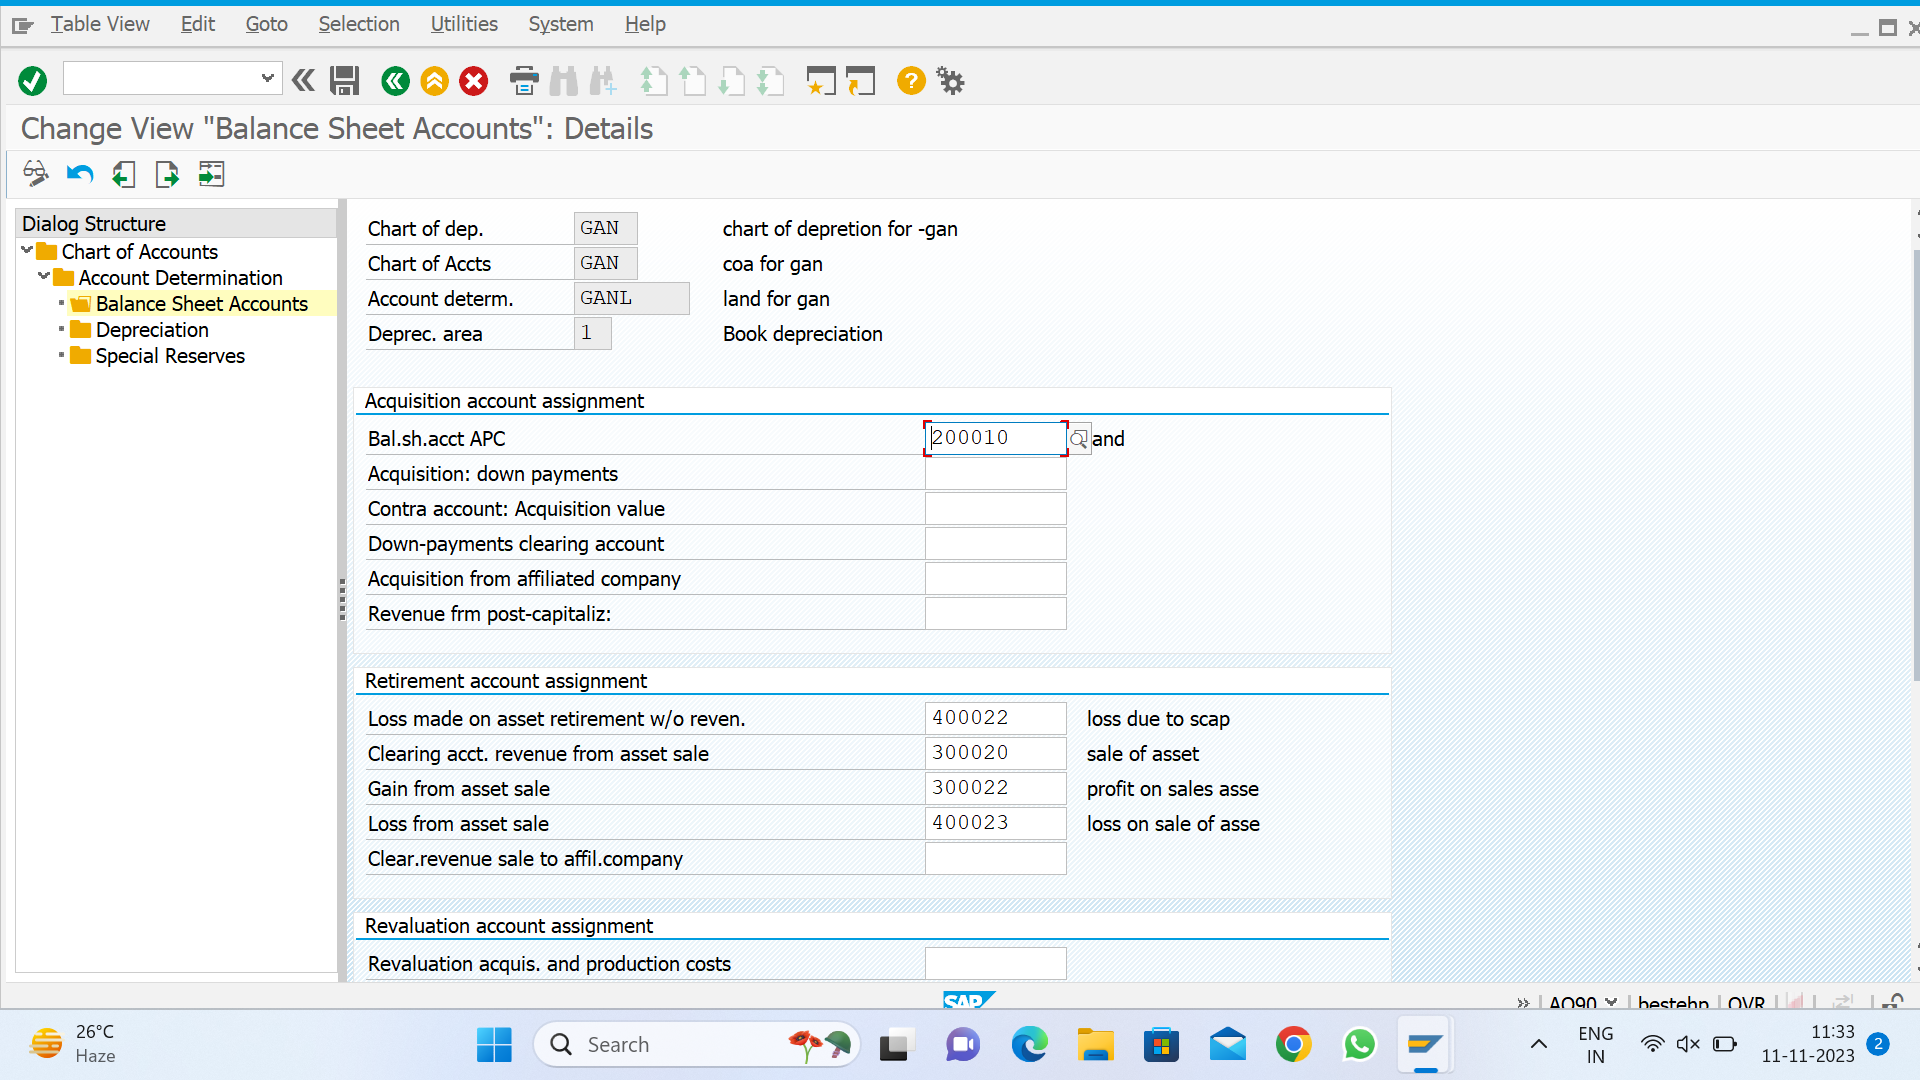 Table View Edit Goto Selection Utilities System Help
Change View "Balance Sheet Accounts": Details
Dialog Structure
Chart of Accounts
Account Determination
Balance Sheet Accounts
Depreciation
Special Reserves
Chart of dep. GAN chart of depretion for -gan
Chart of Accts GAN coa for gan
Account determ. GANL land for gan
Deprec. area 1 Book depreciation
Acquisition account assignment
Bal.sh.acct APC 200010 and
Acquisition: down payments
Contra account: Acquisition value
Down-payments clearing account
Acquisition from affiliated company
Revenue frm post-capitaliz:
Retirement account assignment
Loss made on asset retirement w/o reven. 400022 loss due to scap
Clearing acct. revenue from asset sale 300020 sale of asset
Gain from asset sale 300022 profit on sales asse
Loss from asset sale 400023 loss on sale of asse
Clear.revenue sale to affil.company
Revaluation account assignment
Revaluation acquis. and production costs
SAP AO90 bestehp OVR
26°C
Haze
Search
ENG
IN
11:33
11-11-2023
2